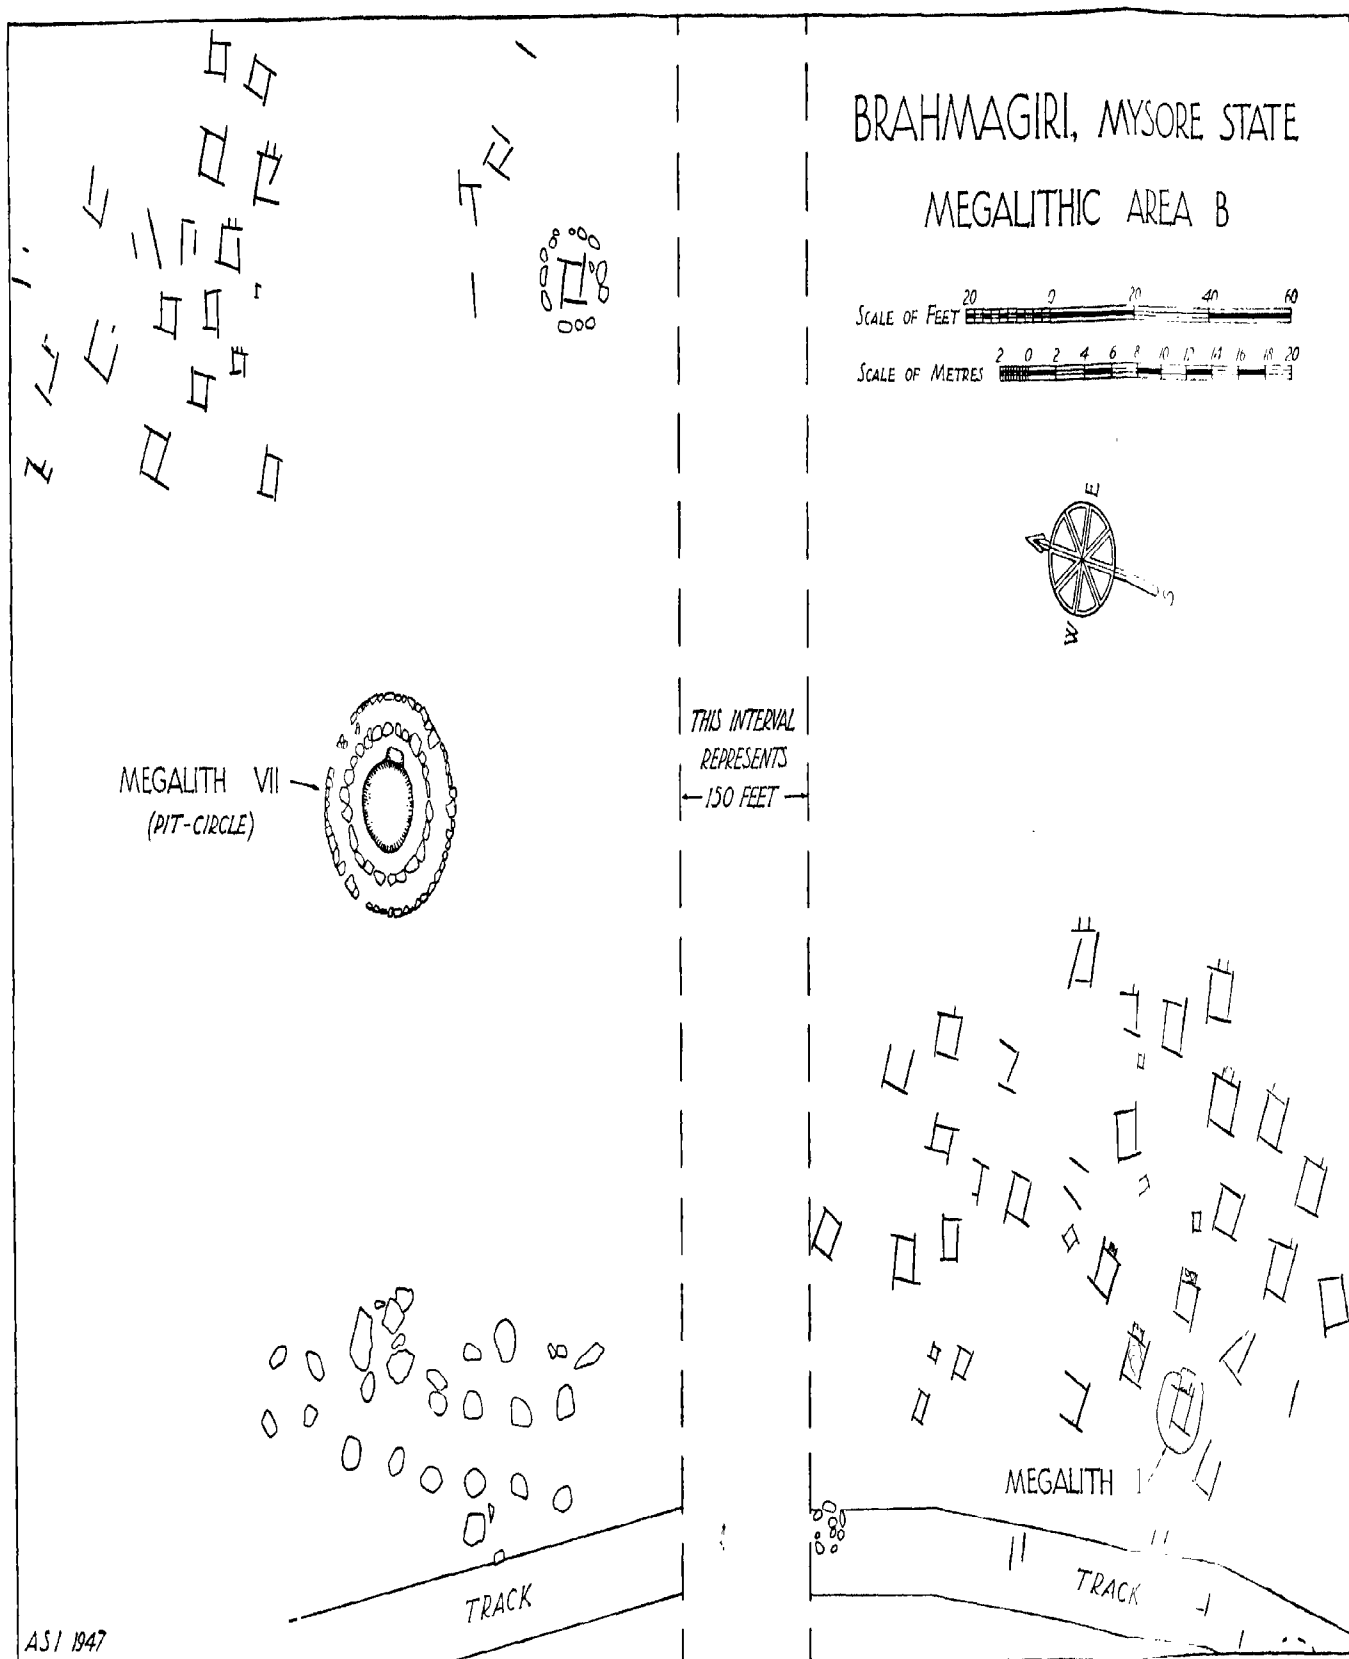 BRAHMAGIRI, MYSORE STATE
MEGALITHIC AREA B
20 0 20 40 60
SCALE OF FEET
2 0 2 4 6 8 10 12 14 16 18 20
SCALE OF METRES
E
S
W
THIS INTERVAL
REPRESENTS
150 FEET
MEGALITH VII
(PIT-CIRCLE)
MEGALITH I
TRACK
TRACK
ASI 1947